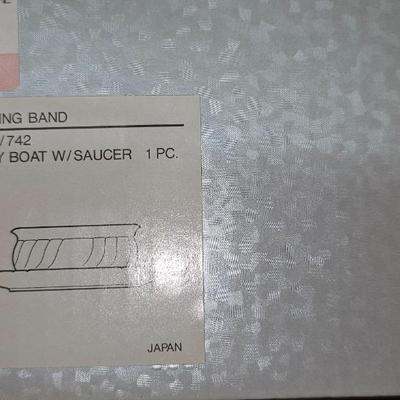 ING BAND
/742
Y BOAT W/SAUCER 1 PC.
JAPAN